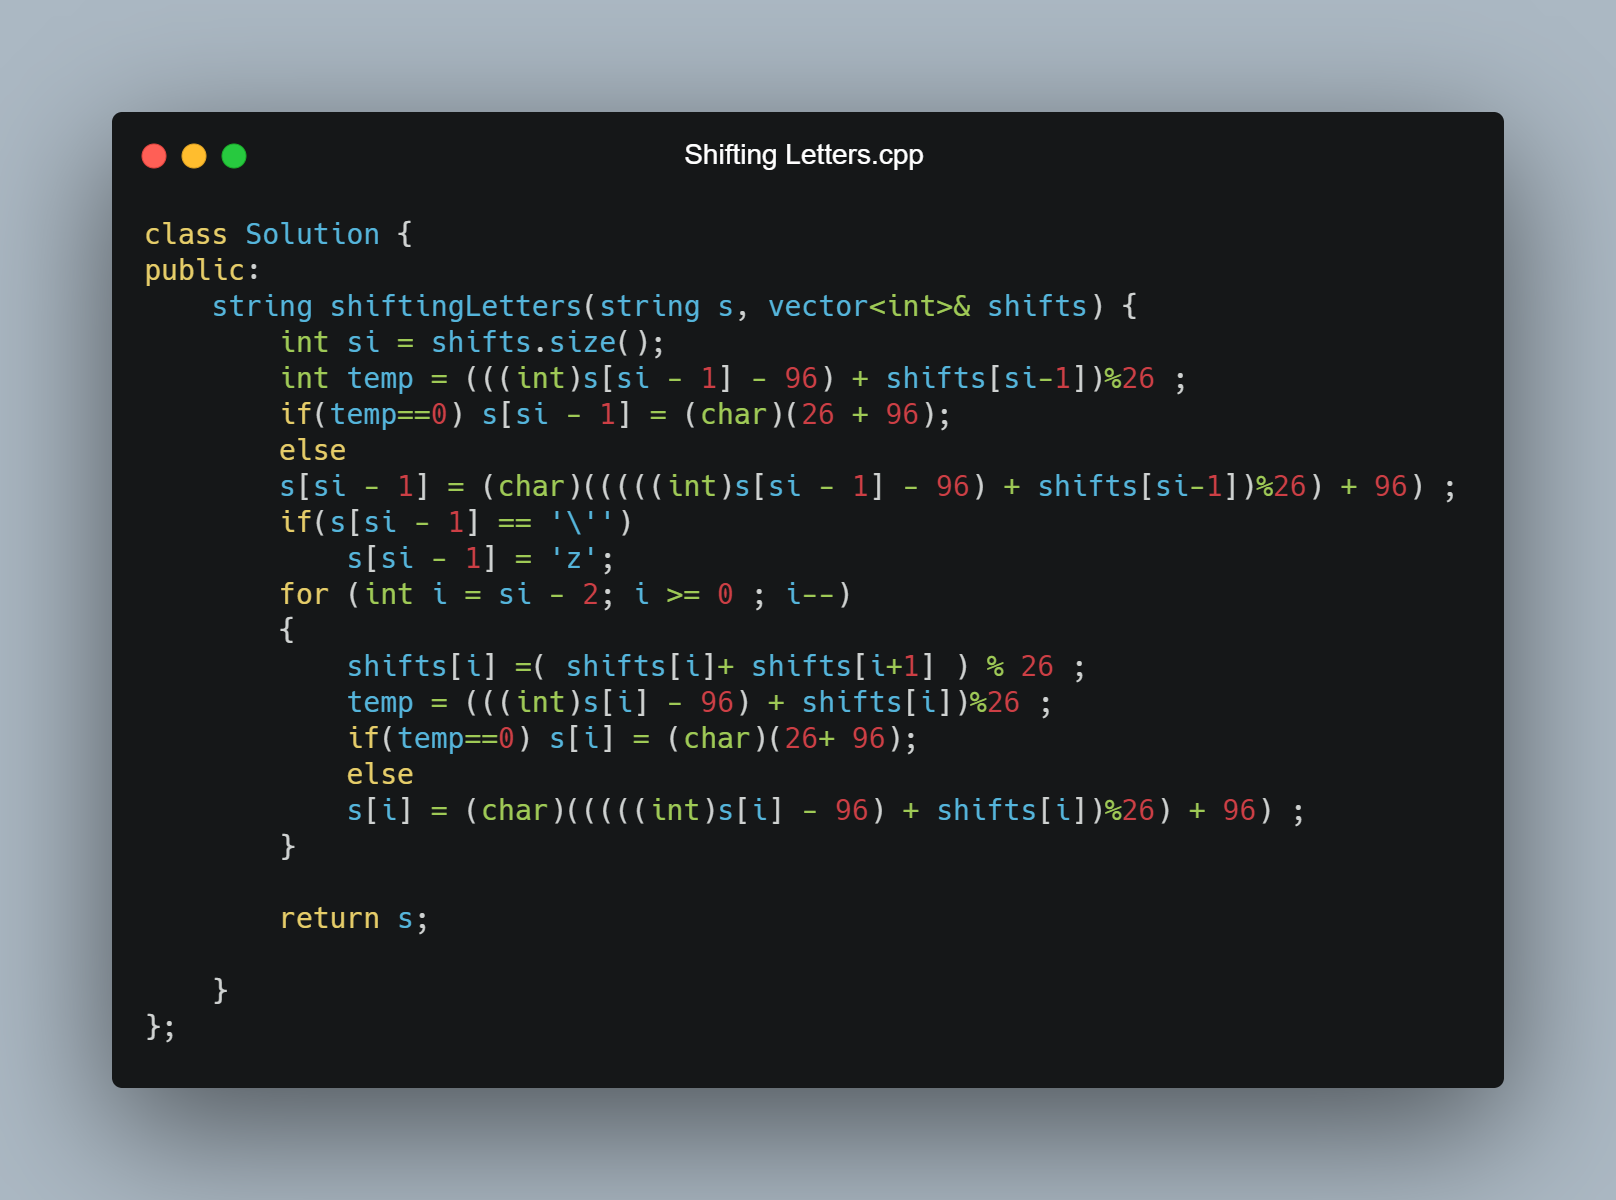 Shifting Letters.cpp
class Solution {
public:
    string shiftingLetters(string s, vector<int>& shifts) {
        int si = shifts.size();
        int temp = (((int)s[si - 1] - 96) + shifts[si-1])%26 ;
        if(temp==0) s[si - 1] = (char)(26 + 96);
        else
        s[si - 1] = (char)(((((int)s[si - 1] - 96) + shifts[si-1])%26) + 96) ;
        if(s[si - 1] == '\'')
            s[si - 1] = 'z';
        for (int i = si - 2; i >= 0 ; i--)
        {
            shifts[i] =( shifts[i]+ shifts[i+1] ) % 26 ;
            temp = (((int)s[i] - 96) + shifts[i])%26 ;
            if(temp==0) s[i] = (char)(26+ 96);
            else
            s[i] = (char)(((((int)s[i] - 96) + shifts[i])%26) + 96) ;
        }
        return s;
    }
};